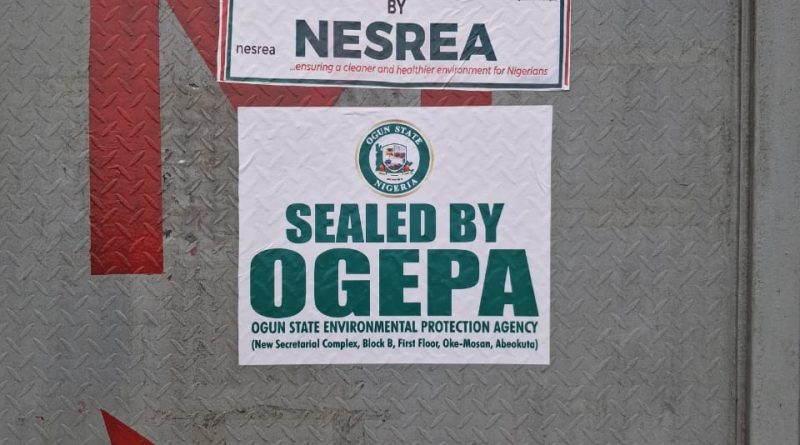 BY
nesrea
NESREA
...ensuring a cleaner and healthier environment for Nigerians
OGUN STATE
NIGERIA
SEALED BY
OGEPA
OGUN STATE ENVIRONMENTAL PROTECTION AGENCY
(New Secretarial Complex, Block B, First Floor, Oke-Mosan, Abeokuta)